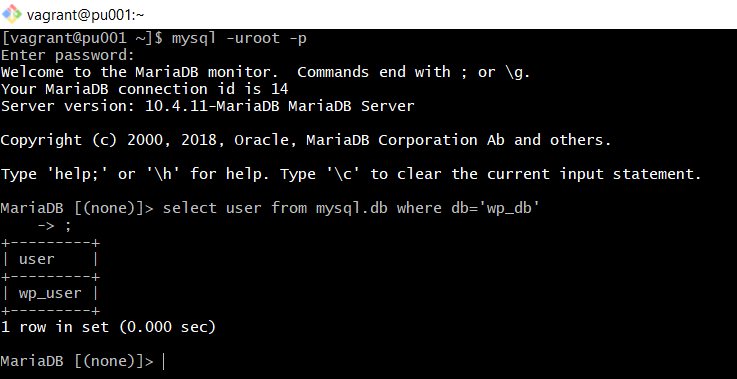 vagrant@pu001:~
[vagrant@pu001 ~]$ mysql -uroot -p
Enter password:
Welcome to the MariaDB monitor.  Commands end with ; or \g.
Your MariaDB connection id is 14
Server version: 10.4.11-MariaDB MariaDB Server

Copyright (c) 2000, 2018, Oracle, MariaDB Corporation Ab and others.

Type 'help;' or '\h' for help. Type '\c' to clear the current input statement.

MariaDB [(none)]> select user from mysql.db where db='wp_db'
    -> ;
+---------+
| user    |
+---------+
| wp_user |
+---------+
1 row in set (0.000 sec)

MariaDB [(none)]>